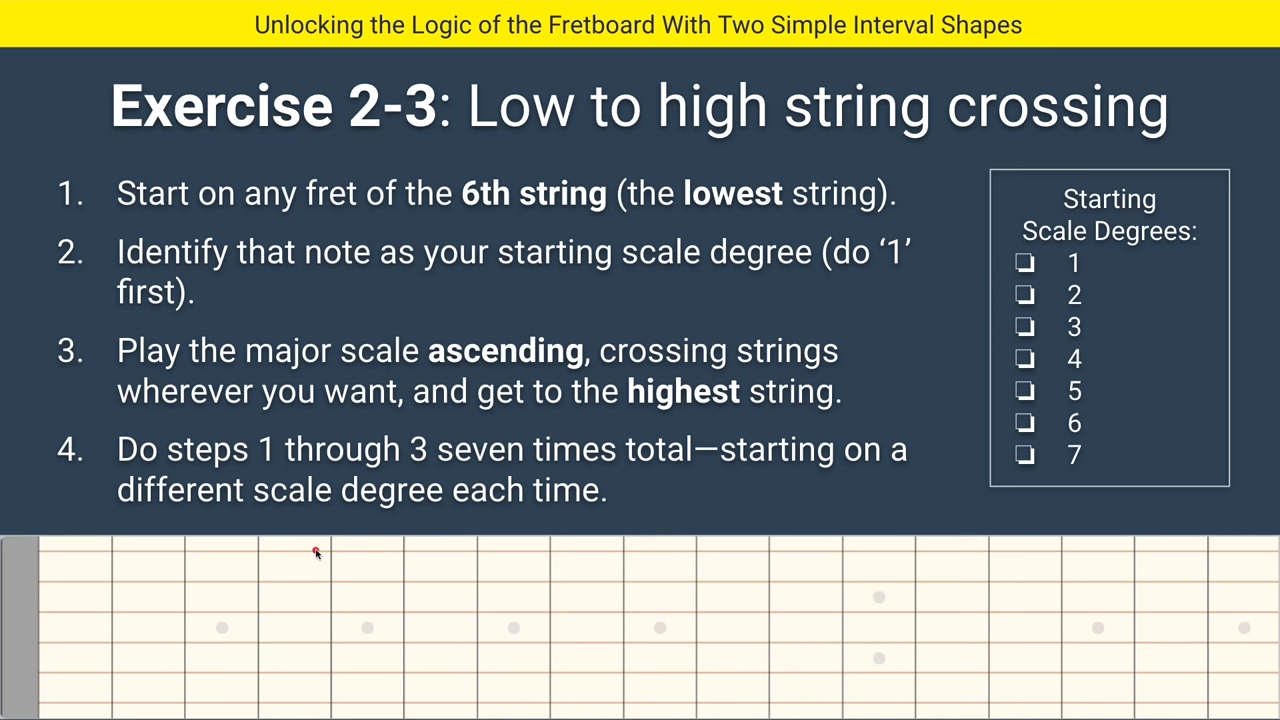 Unlocking the Logic of the Fretboard With Two Simple Interval Shapes
Exercise 2-3: Low to high string crossing
1. Start on any fret of the 6th string (the lowest string).
2. Identify that note as your starting scale degree (do ‘1’
first).
3. Play the major scale ascending, crossing strings
wherever you want, and get to the highest string.
4. Do steps 1 through 3 seven times total—starting on a
different scale degree each time.
Starting
Scale Degrees:
❏ 1
❏ 2
❏ 3
❏ 4
❏ 5
❏ 6
❏ 7